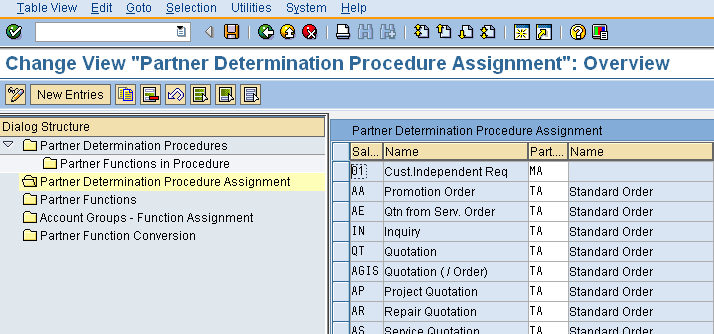 Table View Edit Goto Selection Utilities System Help
Change View "Partner Determination Procedure Assignment": Overview
New Entries
Dialog Structure
Partner Determination Procedures
Partner Functions in Procedure
Partner Determination Procedure Assignment
Partner Functions
Account Groups - Function Assignment
Partner Function Conversion
Partner Determination Procedure Assignment
Sal... Name Part.... Name
01 Cust.Independent Req MA
AA Promotion Order TA Standard Order
AE Qtn from Serv. Order TA Standard Order
IN Inquiry TA Standard Order
QT Quotation TA Standard Order
AGIS Quotation ( / Order) TA Standard Order
AP Project Quotation TA Standard Order
AR Repair Quotation TA Standard Order
AS Service Quotation TA Standard Order